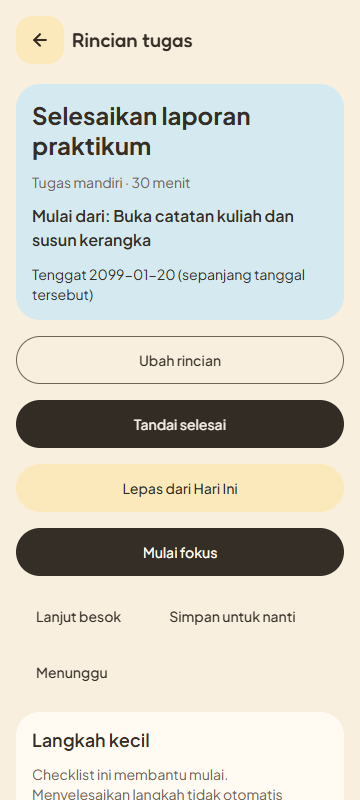 Rincian tugas
Selesaikan laporan
praktikum
Tugas mandiri · 30 menit
Mulai dari: Buka catatan kuliah dan
susun kerangka
Tenggat 2099-01-20 (sepanjang tanggal
tersebut)
Ubah rincian
Tandai selesai
Lepas dari Hari Ini
Mulai fokus
Lanjut besok
Simpan untuk nanti
Menunggu
Langkah kecil
Checklist ini membantu mulai.
Menyelesaikan langkah tidak otomatis